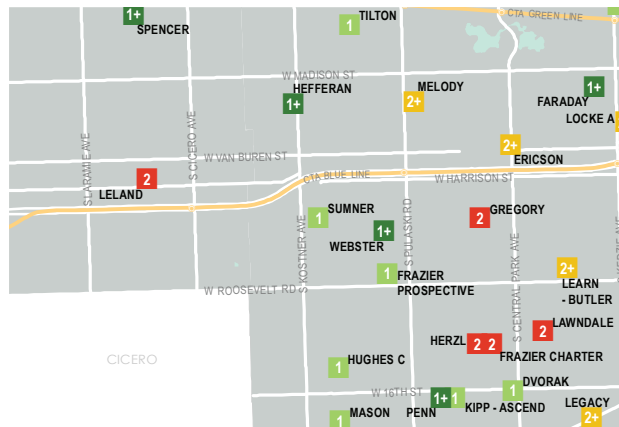 CTA GREEN LINE
1+
SPENCER
1
TILTON
W MADISON ST
HEFFERAN
1+
MELODY
2+
1+
FARADAY
LOCKE A
2+
ERICSON
S LARAMIE AVE
S CICERO AVE
W VAN BUREN ST
CTA BLUE LINE
W HARRISON ST
2
LELAND
1
SUMNER
1+
WEBSTER
2
GREGORY
S KOSTNER AVE
S PULASKI RD
S CENTRAL PARK AVE
1
FRAZIER
PROSPECTIVE
W ROOSEVELT RD
2+
LEARN
- BUTLER
2
LAWNDALE
HERZL
2
2
FRAZIER CHARTER
CICERO
1
HUGHES C
W 16TH ST
1
DVORAK
1
MASON
PENN
1+
1
KIPP - ASCEND
LEGACY
2+